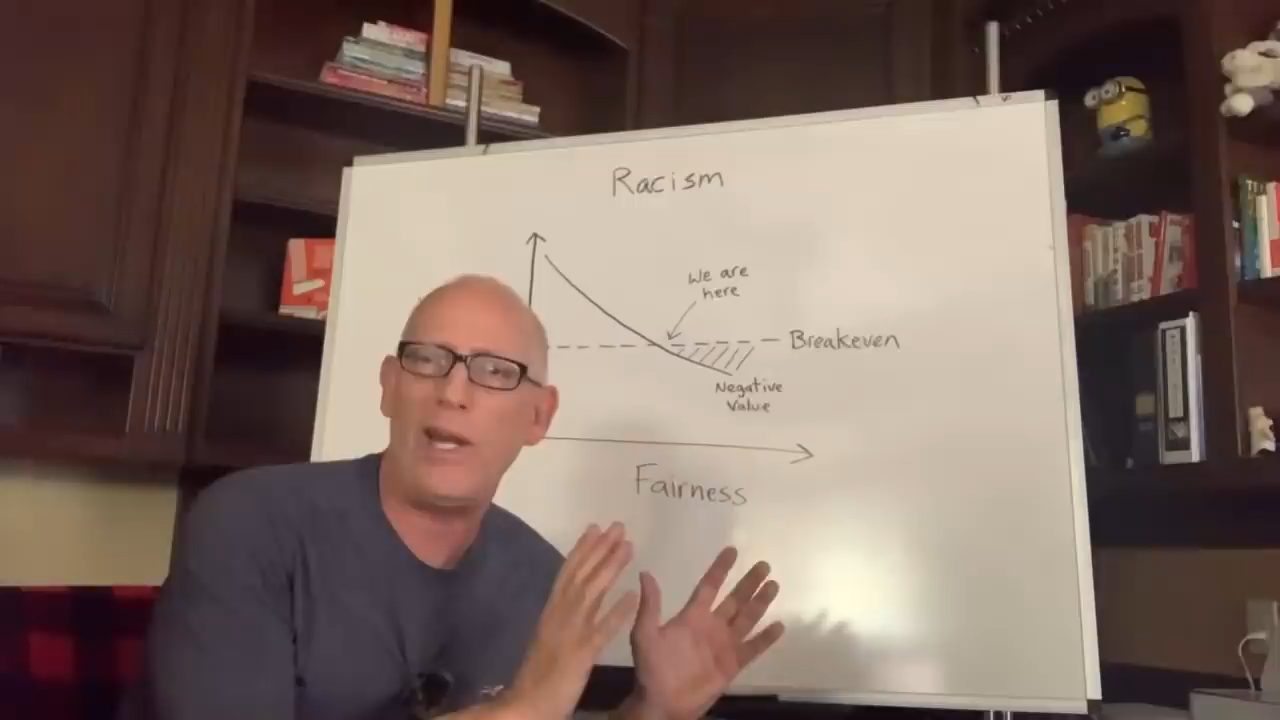 Racism
We are
here
Breakeven
Negative
Value
Fairness